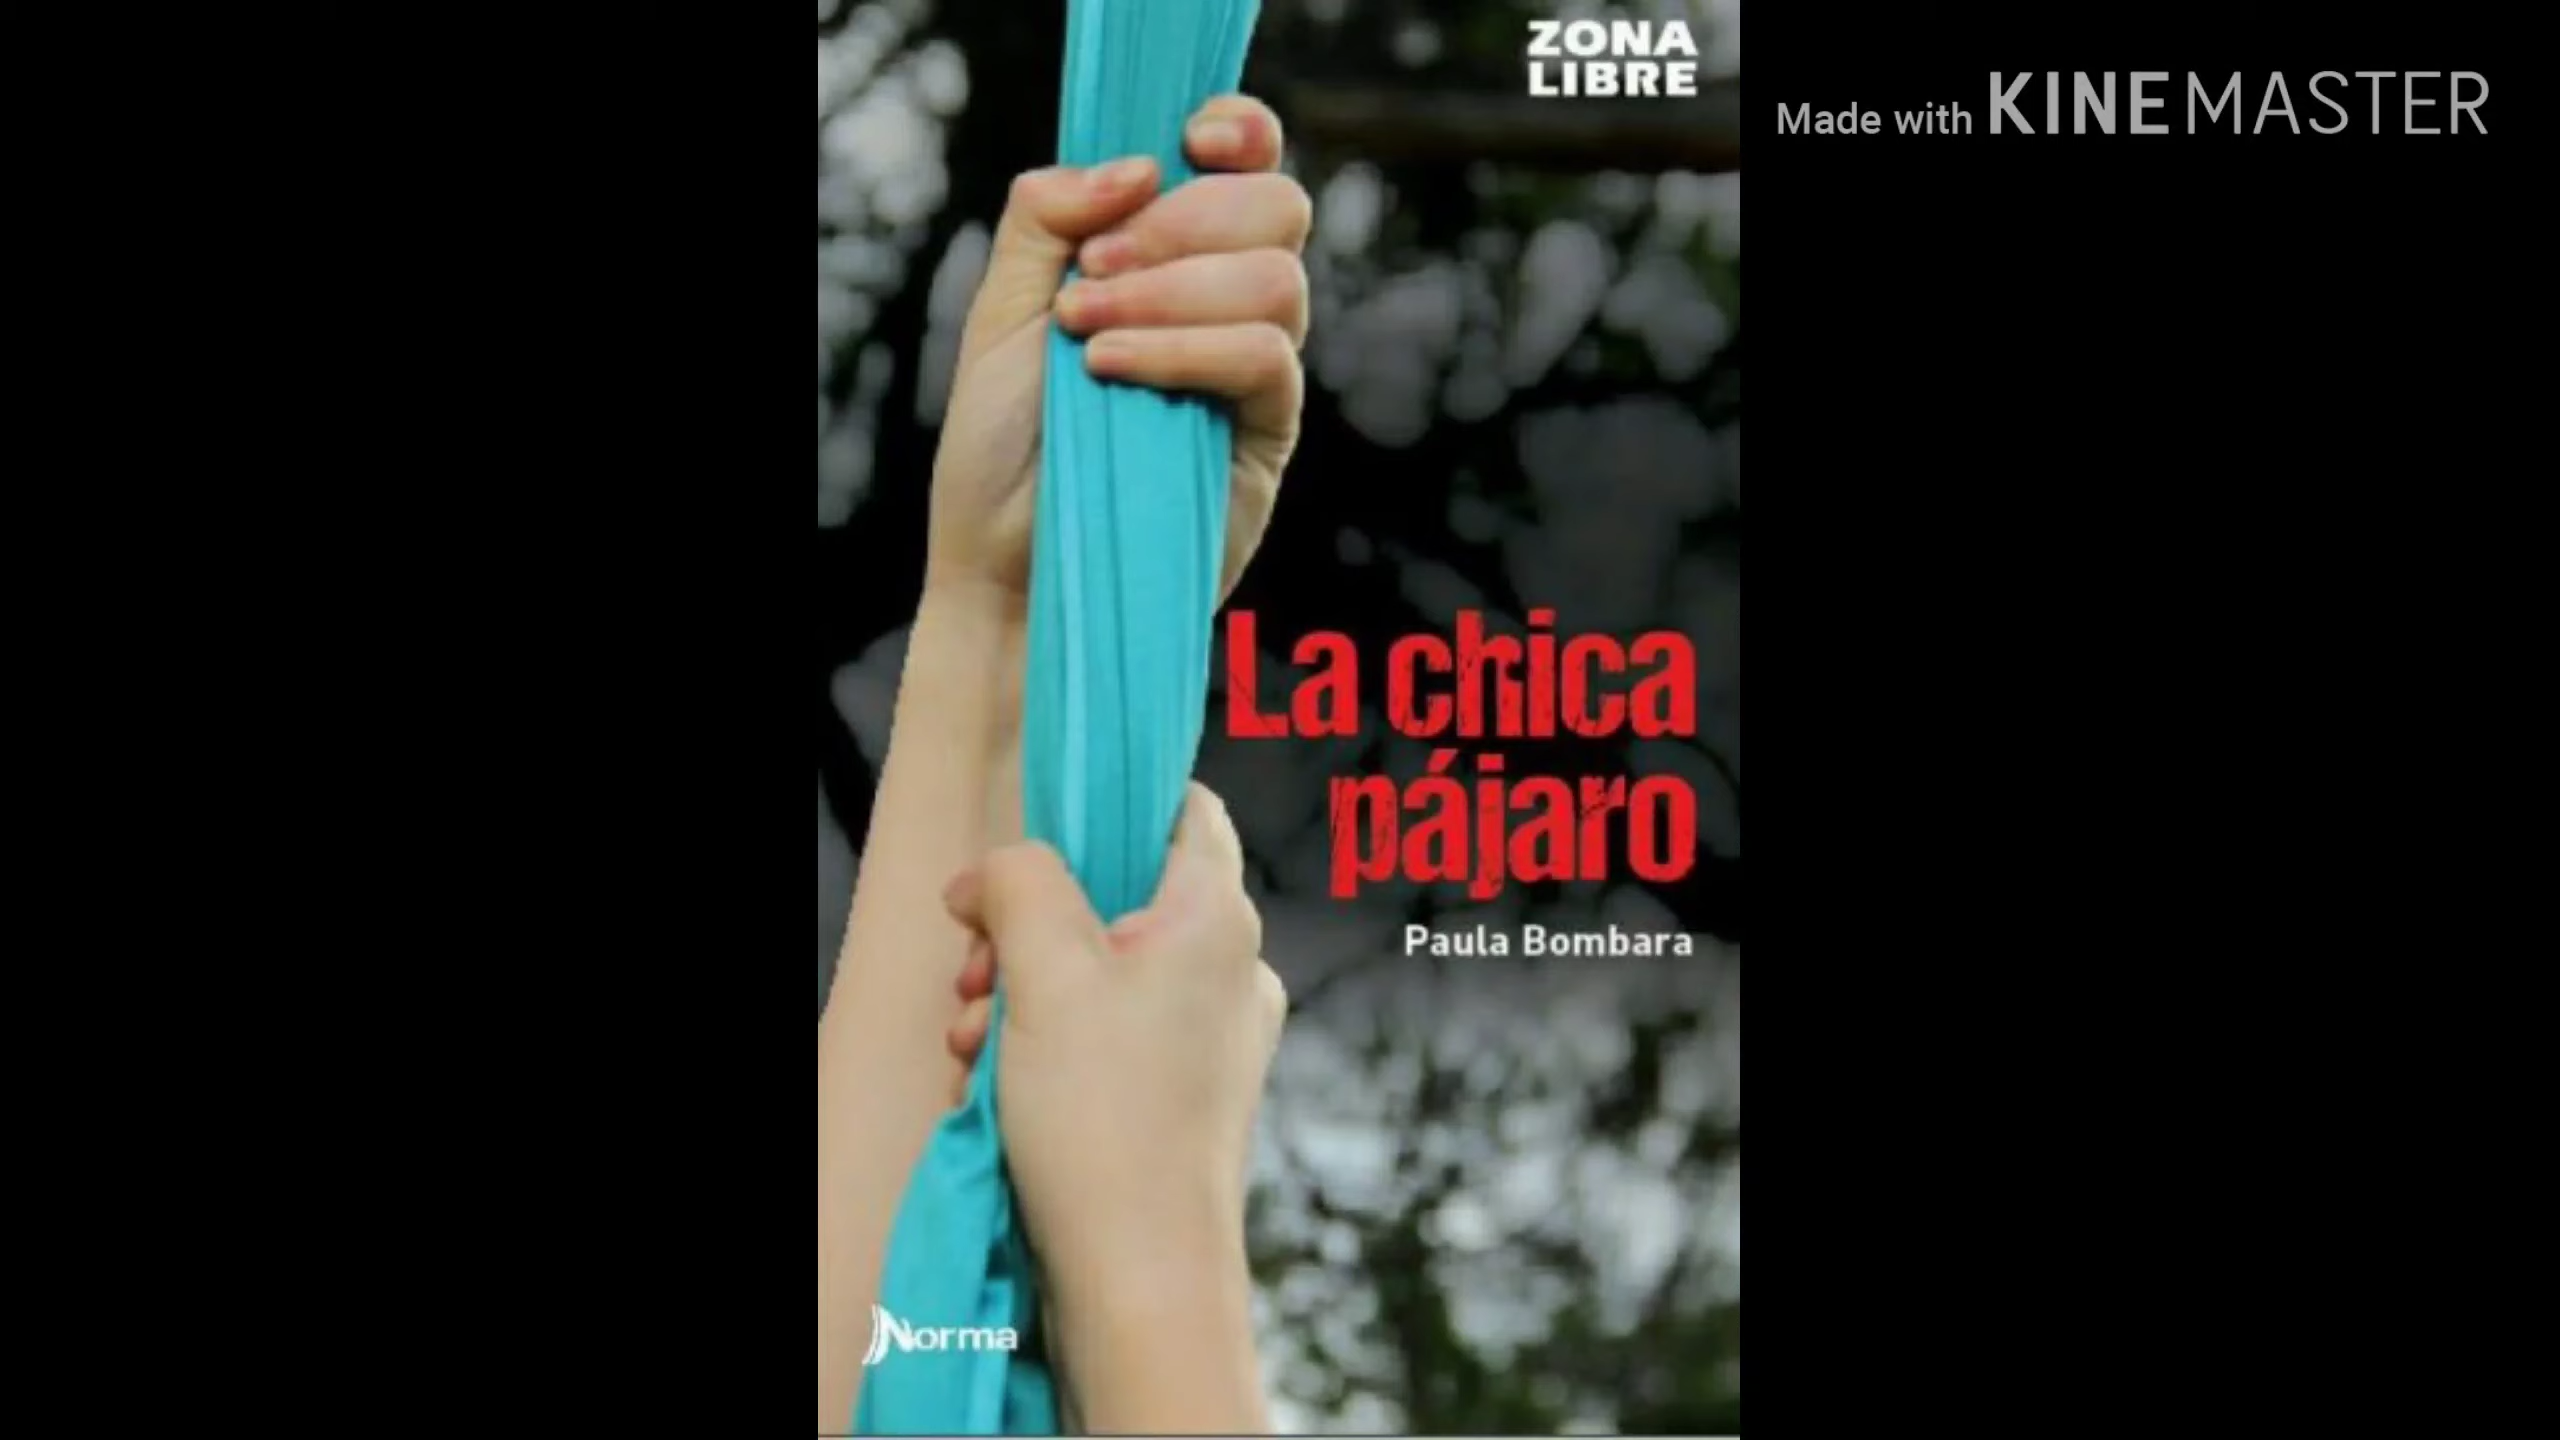 ZONA
LIBRE
Made with KINEMASTER
La chica
pájaro
Paula Bombara
Norma